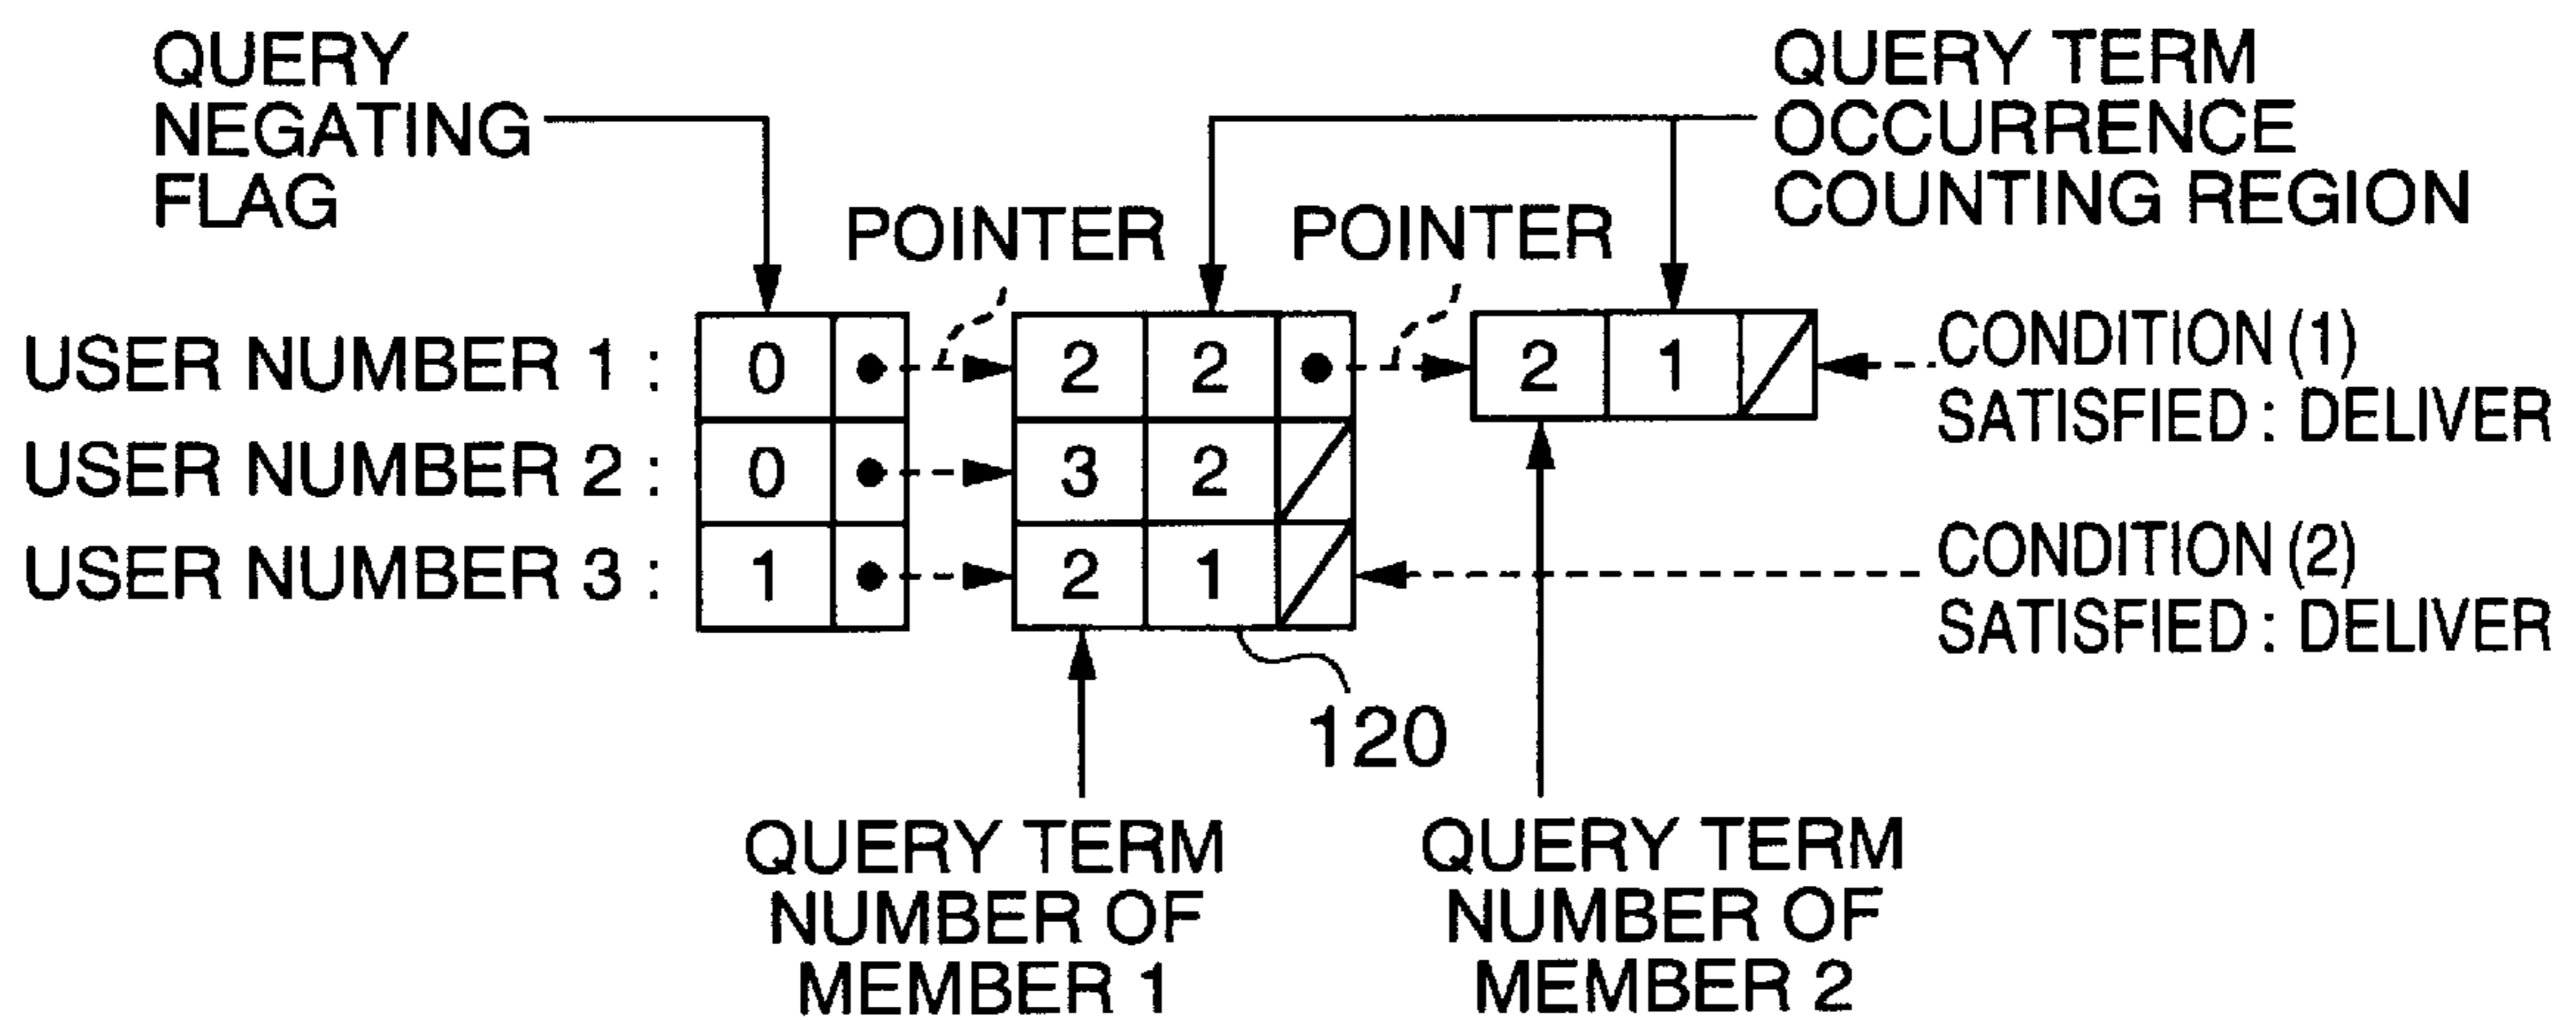 QUERY
NEGATING
FLAG
QUERY TERM
OCCURRENCE
COUNTING REGION
POINTER
POINTER
USER NUMBER 1 : 0 2 2 2 1
CONDITION (1)
SATISFIED : DELIVER
USER NUMBER 2 : 0 3 2
USER NUMBER 3 : 1 2 1
CONDITION (2)
SATISFIED : DELIVER
120
QUERY TERM
NUMBER OF
MEMBER 1
QUERY TERM
NUMBER OF
MEMBER 2